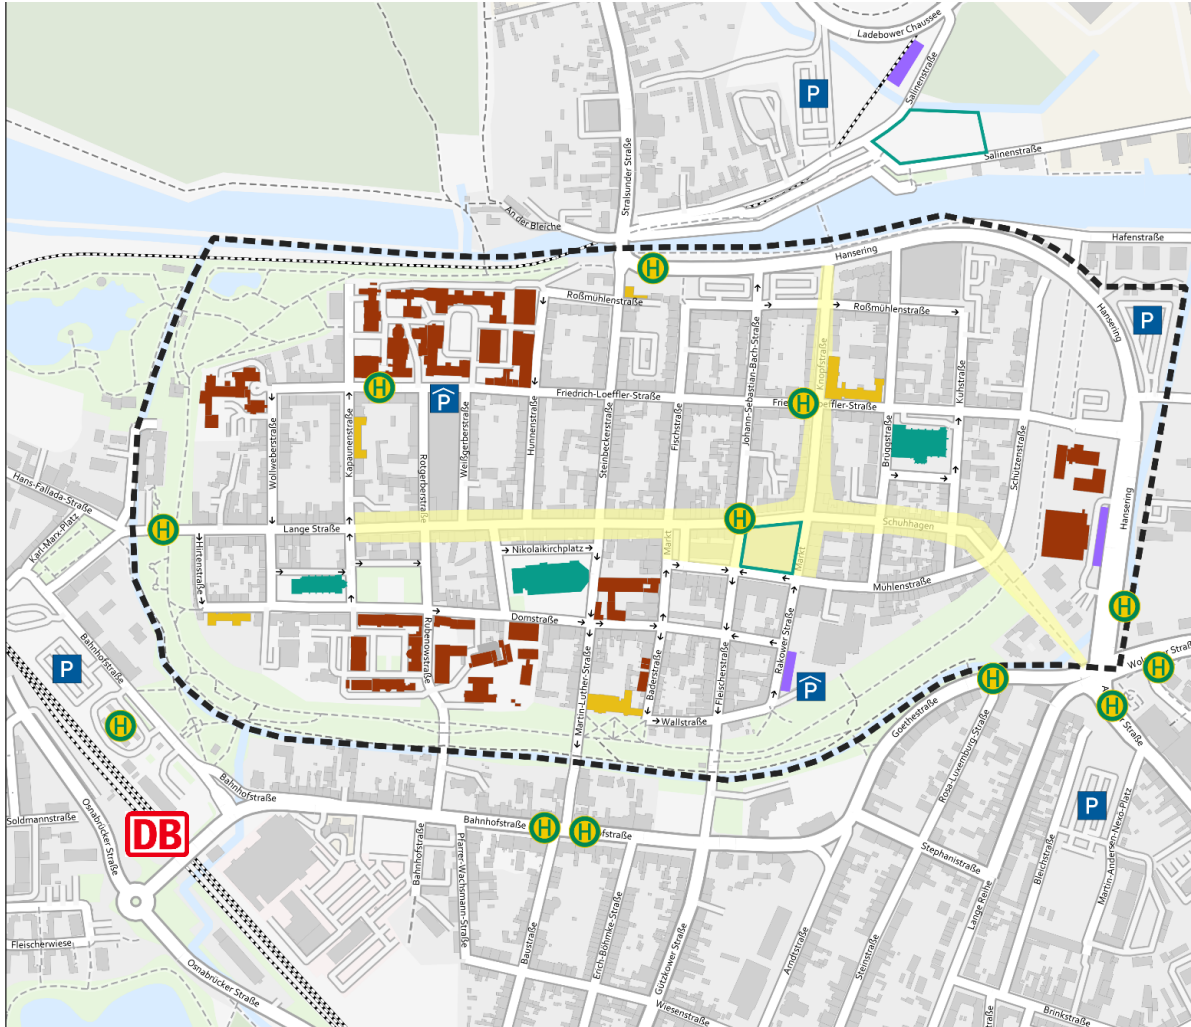 Ladebower Chaussee
P
Salinenstraße
Salinenstraße
Stralsunder Straße
An der Bleiche
Hafenstraße
Hansering
H
Roßmühlenstraße
Roßmühlenstraße
Hansering
P
Johann-Sebastian-Bach-Straße
Knopfstraße
Kuhstraße
H
P
Friedrich-Loeffler-Straße
H
Frie
effler-Straße
Wollweberstraße
Kapaunenstraße
Rotgerberstraße
Weißgerberstraße
Hunnenstraße
Steinbeckerstraße
Fischstraße
Brüggstraße
Schützenstraße
Hans-Fallada-Straße
Karl-Marx-Platz
H
Lange Straße
H
Schuhhagen
Hansering
Hirtenstraße
Nikolaikirchplatz
Markt
Markt
Mühlenstraße
H
Domstraße
Rubenowstraße
Martin-Luther-Straße
Baderstraße
Fleischerstraße
Rakower Straße
P
Wallstraße
P
Bahnhofstraße
H
H
H
H
Goethestraße
Rosa-Luxemburg-Straße
Bahnhofstraße
DB
Soldmannstraße
Osnabrücker Straße
Bahnhofstraße
H
H
fstraße
P
Bahnhofstraße
Pfarrer-Wachsmann-Straße
Stephanistraße
Bleichstraße
Martin-Andersen-Nexö-Platz
Lange Reihe
Fleischerwiese
Osnabrücker Straße
Baustraße
Erich-Böhmke-Straße
Gützkower Straße
Arndtstraße
Steinstraße
Wiesenstraße
Brinkstraße